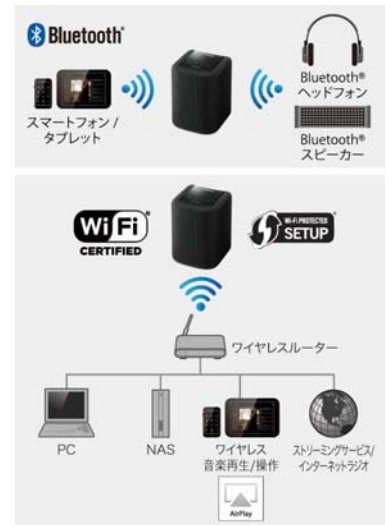 Bluetooth®
スマートフォン /
タブレット
Bluetooth®
ヘッドフォン
Bluetooth®
スピーカー
Wi Fi®
CERTIFIED
WI-FI PROTECTED
SETUP
ワイヤレスルーター
PC
NAS
ワイヤレス
音楽再生/操作
ストリーミングサービス/
インターネットラジオ
AirPlay